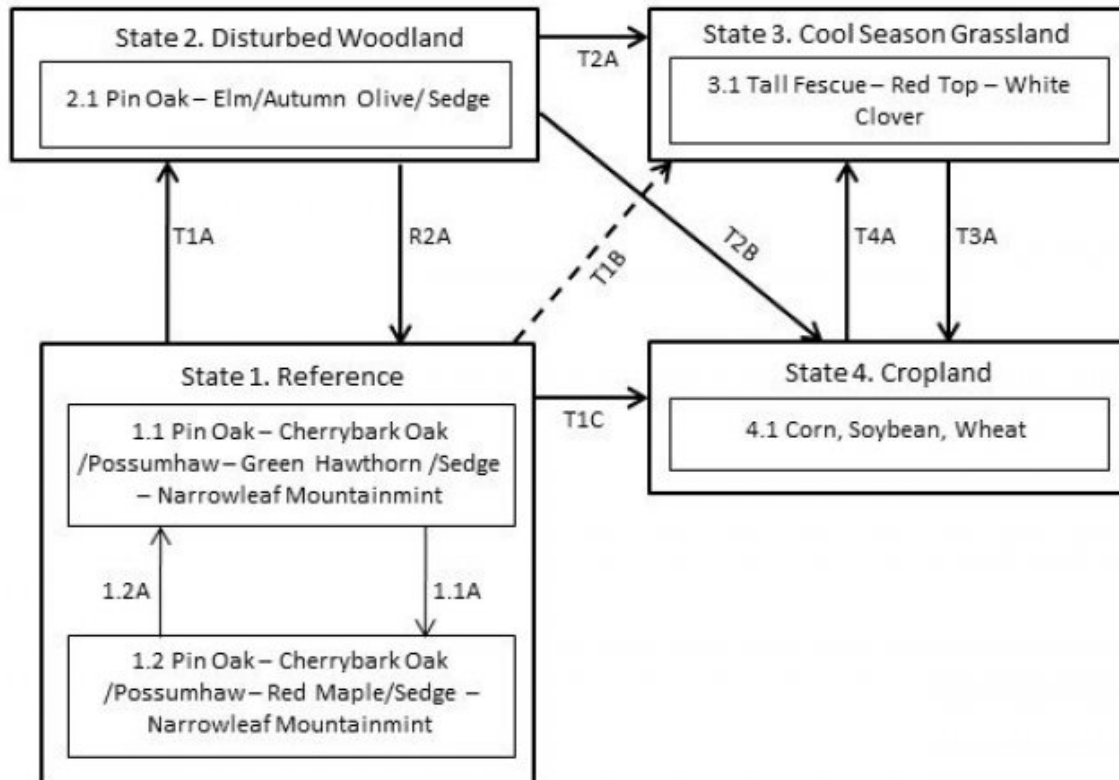 State 2. Disturbed Woodland
2.1 Pin Oak – Elm/Autumn Olive/ Sedge
T2A
State 3. Cool Season Grassland
3.1 Tall Fescue – Red Top – White
Clover
T1A
R2A
T1B
T2B
T4A
T3A
State 1. Reference
1.1 Pin Oak – Cherrybark Oak
/Possumhaw – Green Hawthorn /Sedge
– Narrowleaf Mountainmint
1.2A
1.1A
1.2 Pin Oak – Cherrybark Oak
/Possumhaw – Red Maple/Sedge –
Narrowleaf Mountainmint
T1C
State 4. Cropland
4.1 Corn, Soybean, Wheat